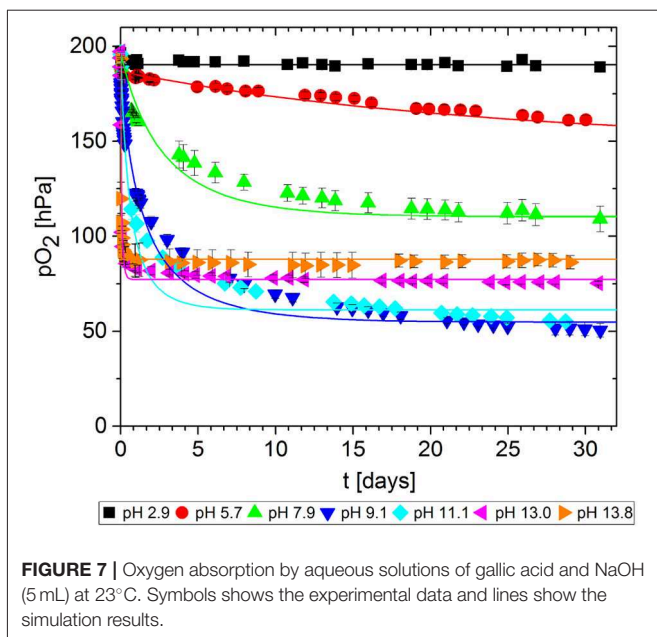 200
150
100
50
0
pO2 [hPa]
0 5 10 15 20 25 30
t [days]
pH 2.9 pH 5.7 pH 7.9 pH 9.1 pH 11.1 pH 13.0 pH 13.8
FIGURE 7 | Oxygen absorption by aqueous solutions of gallic acid and NaOH
(5 mL) at 23°C. Symbols shows the experimental data and lines show the
simulation results.